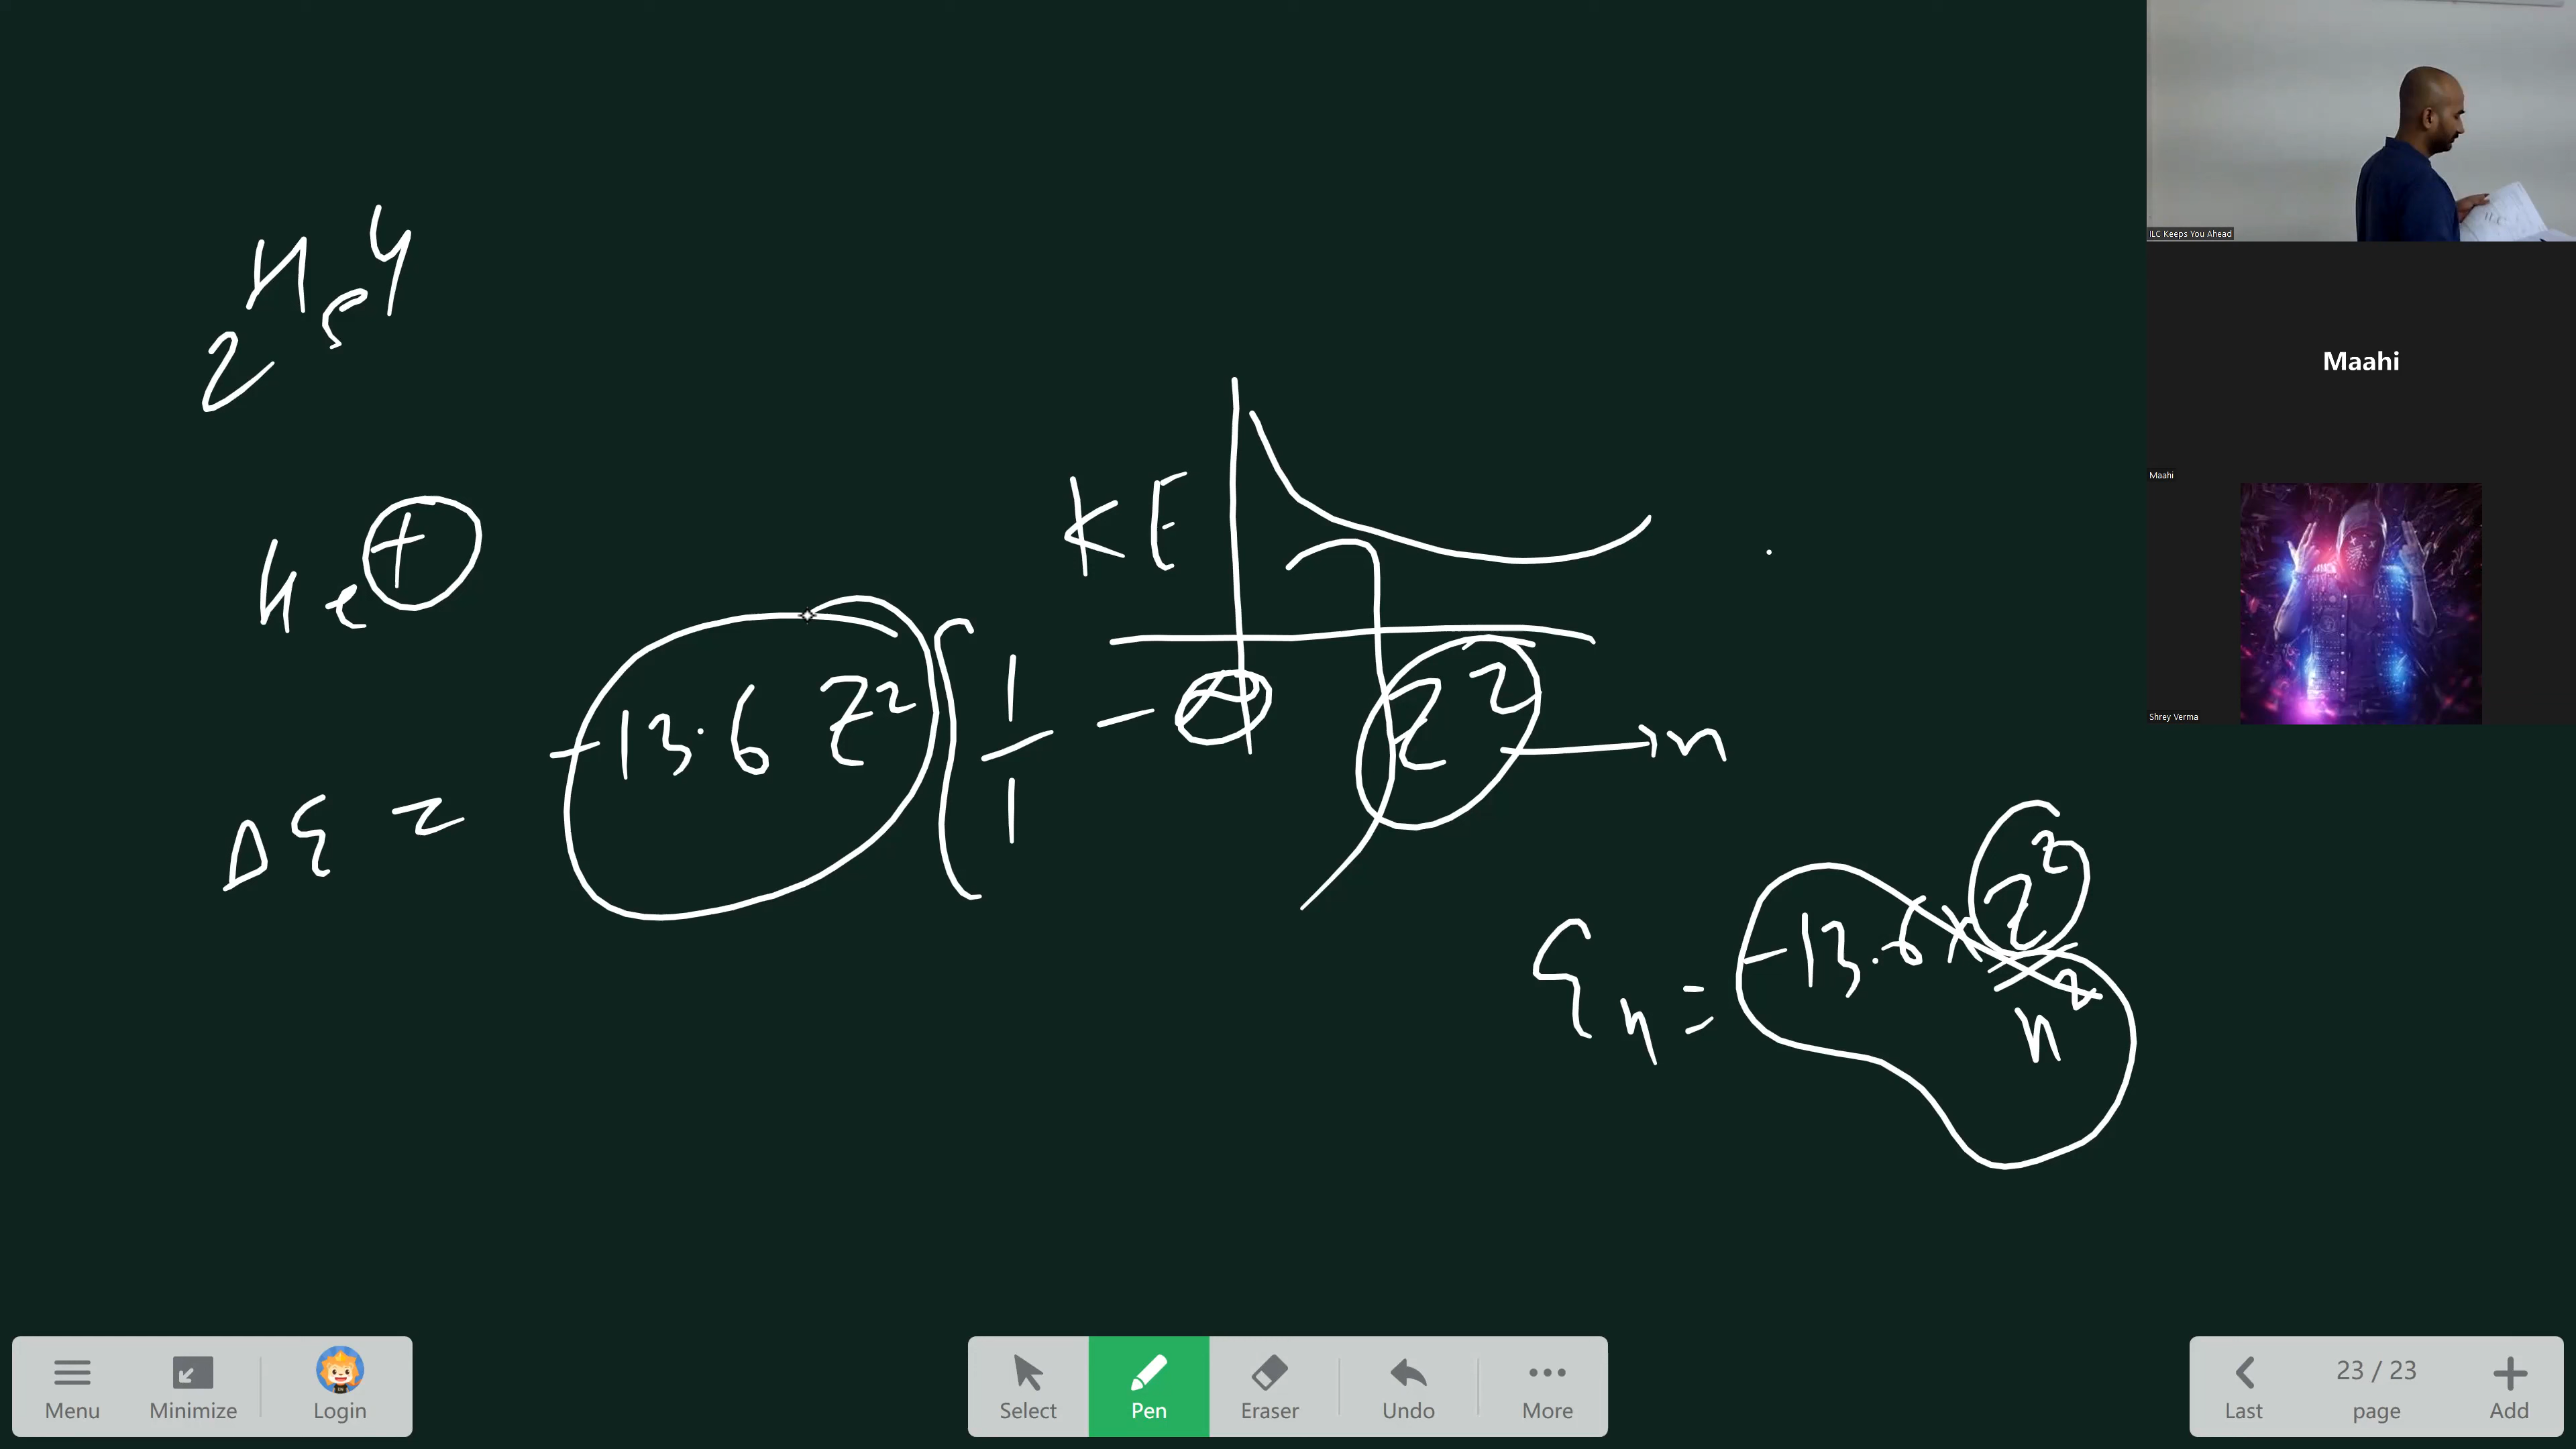 ILC Keeps You Ahead
Maahi
Maahi
Shrey Verma
2He4
He+
KE
ΔE =
-13.6 Z²
[1/1 -
Z²
→ n
En = -13.6 × Z²/n²
Menu
Minimize
Login
Select
Pen
Eraser
Undo
More
Last
23 / 23
page
Add